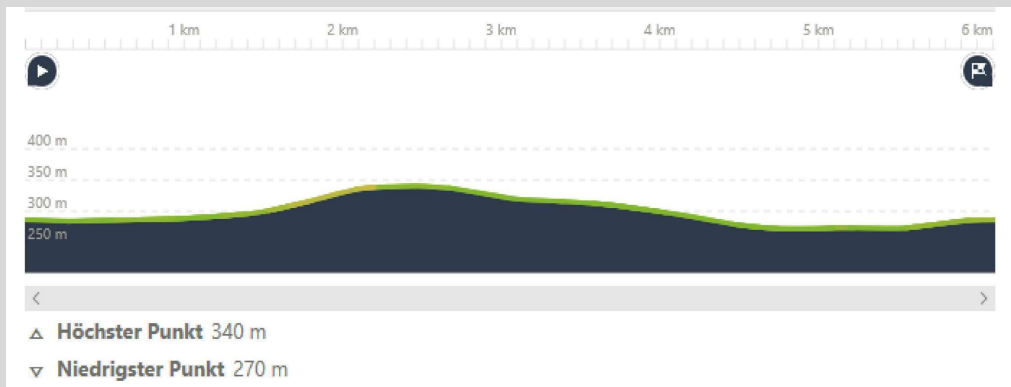 1 km 2 km 3 km 4 km 5 km 6 km
400 m
350 m
300 m
250 m
Höchster Punkt 340 m
Niedrigster Punkt 270 m